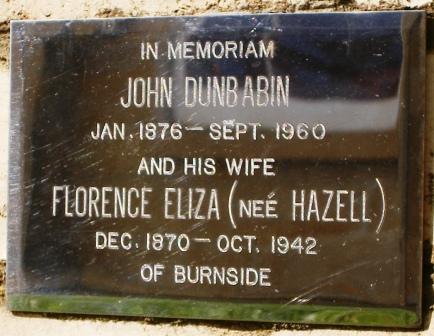 IN MEMORIAM
JOHN DUNBABIN
JAN. 1876 — SEPT. 1960
AND HIS WIFE
FLORENCE ELIZA (NEÉ HAZELL)
DEC. 1870 — OCT. 1942
OF BURNSIDE